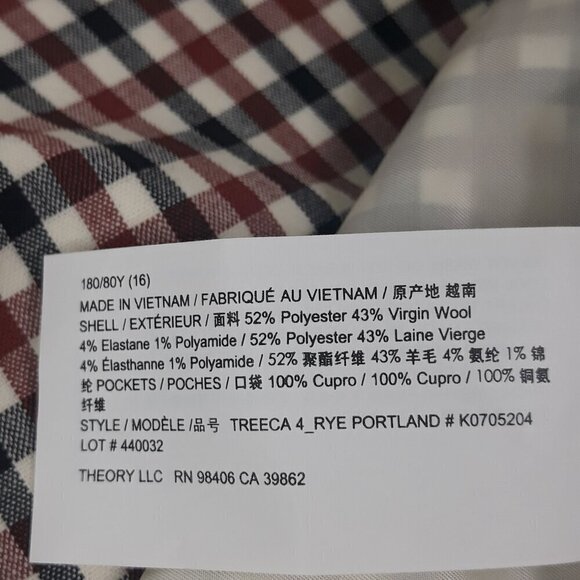 180/80Y (16)
MADE IN VIETNAM / FABRIQUÉ AU VIETNAM / 原产地 越南
SHELL / EXTÉRIEUR / 面料 52% Polyester 43% Virgin Wool
4% Elastane 1% Polyamide / 52% Polyester 43% Laine Vierge
4% Élasthanne 1% Polyamide / 52% 聚酯纤维 43% 羊毛 4% 氨纶 1% 锦
纶 POCKETS / POCHES / 口袋 100% Cupro / 100% Cupro / 100% 铜氨
纤维
STYLE / MODÈLE /品号 TREECA 4_RYE PORTLAND # K0705204
LOT # 440032
THEORY LLC RN 98406 CA 39862